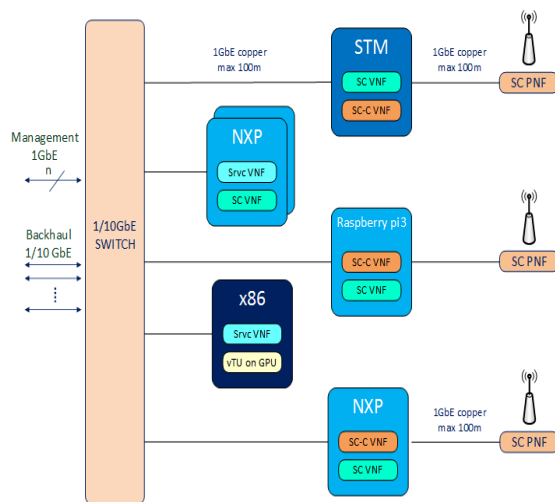 1GbE copper
max 100m
STM
SC VNF
SC-C VNF
1GbE copper
max 100m
SC PNF
Management
1GbE
n
NXP
Srvc VNF
SC VNF
1/10GbE
SWITCH
Backhaul
1/10 GbE
Raspberry pi3
SC-C VNF
SC VNF
SC PNF
x86
Srvc VNF
vTU on GPU
NXP
SC-C VNF
SC VNF
1GbE copper
max 100m
SC PNF